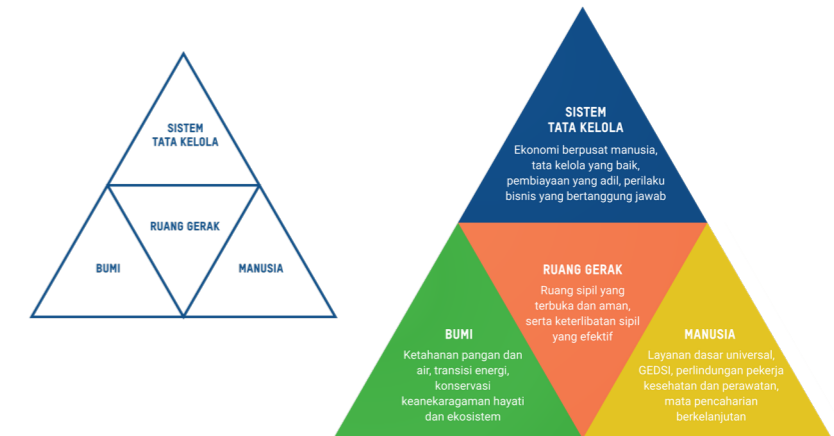 SISTEM
TATA KELOLA
RUANG GERAK
BUMI
MANUSIA
SISTEM
TATA KELOLA
Ekonomi berpusat manusia,
tata kelola yang baik,
pembiayaan yang adil, perilaku
bisnis yang bertanggung jawab
RUANG GERAK
Ruang sipil yang
terbuka dan aman,
serta keterlibatan sipil
yang efektif
BUMI
Ketahanan pangan dan
air, transisi energi,
konservasi
keanekaragaman hayati
dan ekosistem
MANUSIA
Layanan dasar universal,
GEDSI, perlindungan pekerja
kesehatan dan perawatan,
mata pencaharian
berkelanjutan